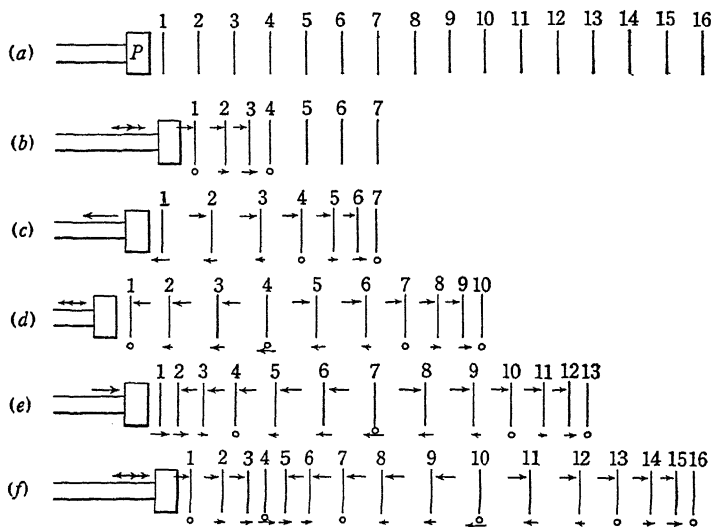 1 2 3 4 5 6 7 8 9 10 11 12 13 14 15 16
(a) P
1 2 3 4 5 6 7
(b)
1 2 3 4 5 6 7
(c)
1 2 3 4 5 6 7 8 9 10
(d)
1 2 3 4 5 6 7 8 9 10 11 12 13
(e)
1 2 3 4 5 6 7 8 9 10 11 12 13 14 15 16
(f)